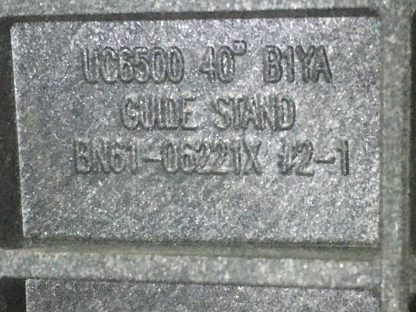 UC6500 40" B1YA
GUIDE STAND
BN61-06221X #2-1